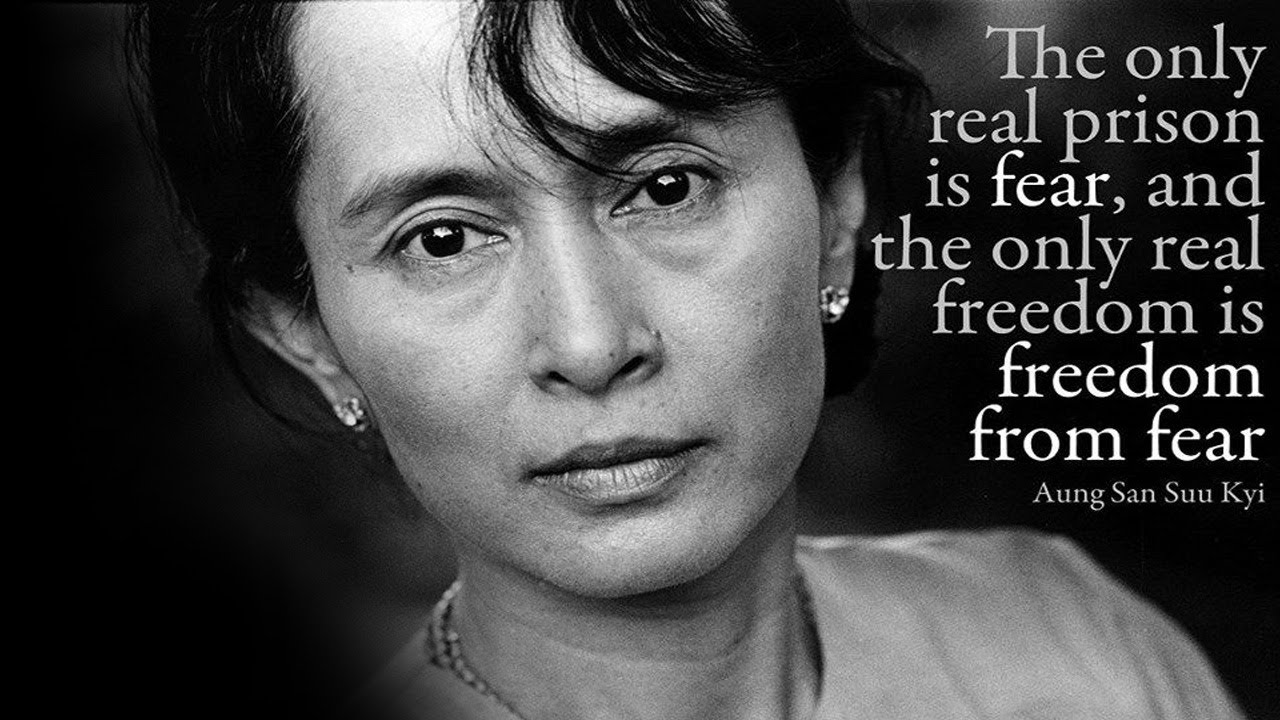 The only
real prison
is fear, and
the only real
freedom is
freedom
from fear
Aung San Suu Kyi